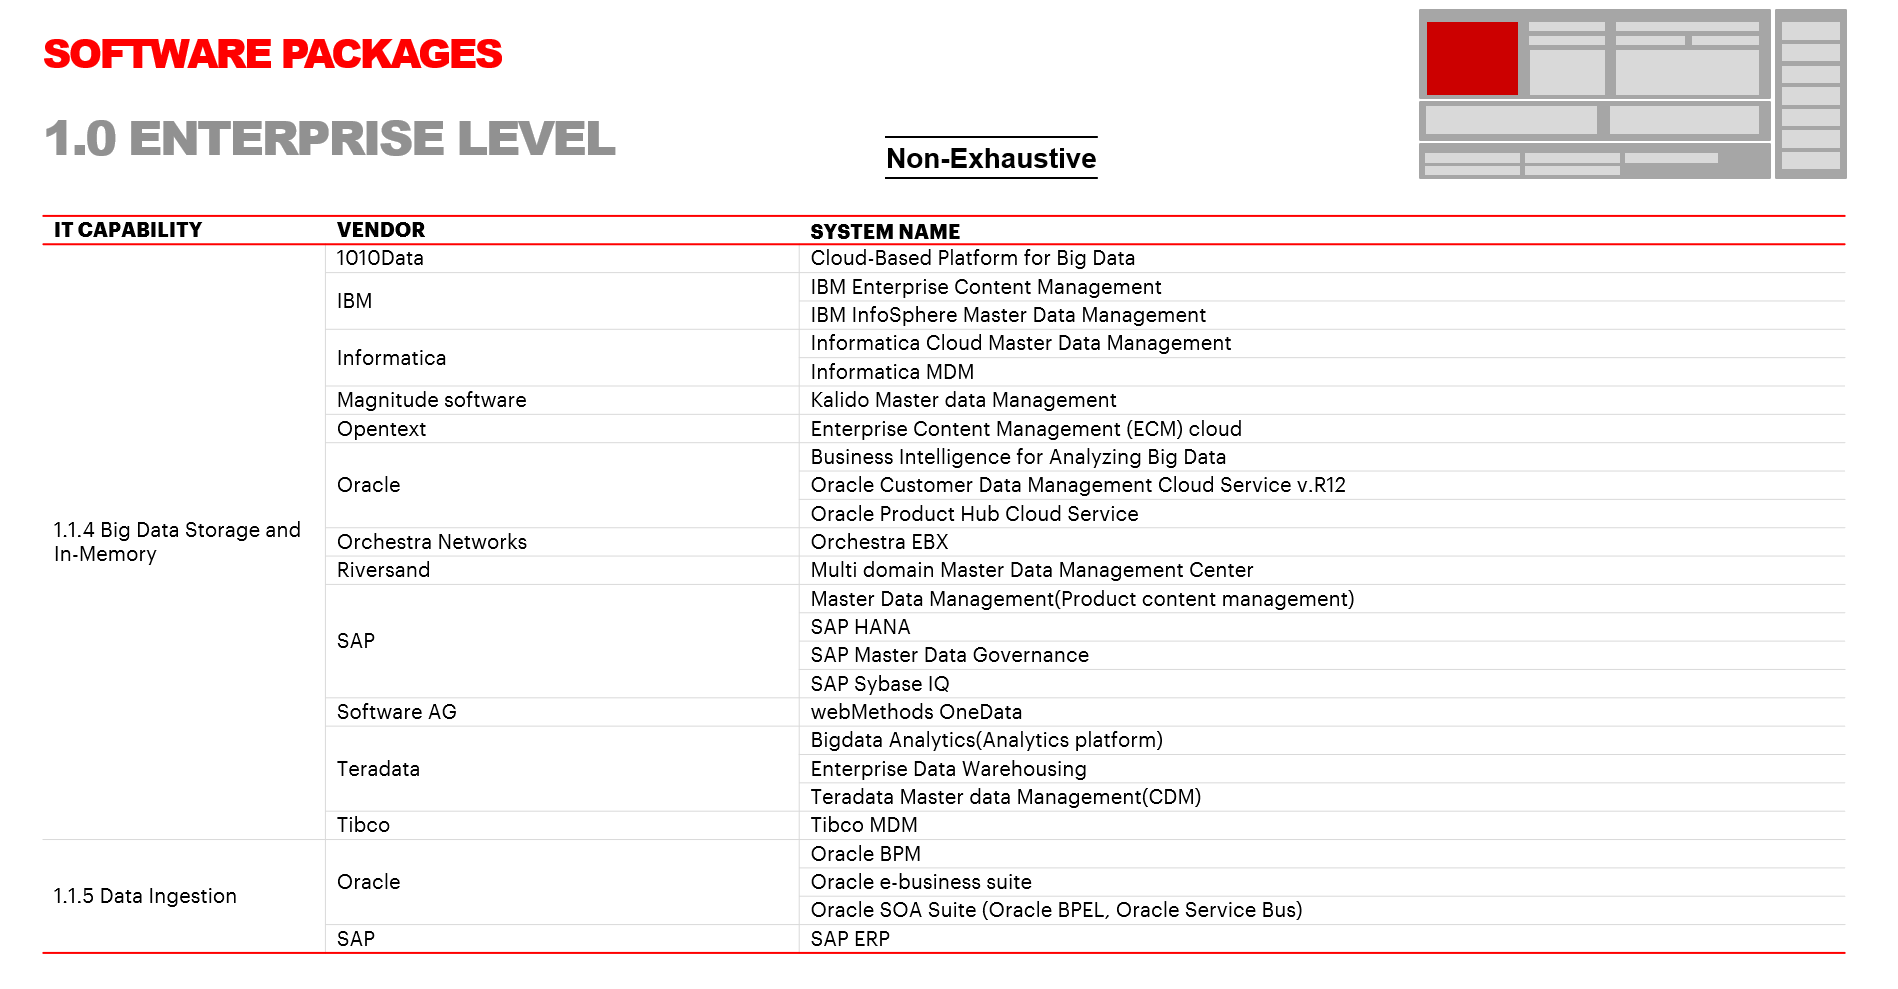 SOFTWARE PACKAGES
1.0 ENTERPRISE LEVEL
Non-Exhaustive
IT CAPABILITY VENDOR SYSTEM NAME
1.1.4 Big Data Storage and
In-Memory
1010Data
Cloud-Based Platform for Big Data
IBM
IBM Enterprise Content Management
IBM InfoSphere Master Data Management
Informatica
Informatica Cloud Master Data Management
Informatica MDM
Magnitude software
Kalido Master data Management
Opentext
Enterprise Content Management (ECM) cloud
Oracle
Business Intelligence for Analyzing Big Data
Oracle Customer Data Management Cloud Service v.R12
Oracle Product Hub Cloud Service
Orchestra Networks
Orchestra EBX
Riversand
Multi domain Master Data Management Center
SAP
Master Data Management(Product content management)
SAP HANA
SAP Master Data Governance
SAP Sybase IQ
Software AG
webMethods OneData
Teradata
Bigdata Analytics(Analytics platform)
Enterprise Data Warehousing
Teradata Master data Management(CDM)
Tibco
Tibco MDM
1.1.5 Data Ingestion
Oracle
Oracle BPM
Oracle e-business suite
Oracle SOA Suite (Oracle BPEL, Oracle Service Bus)
SAP
SAP ERP